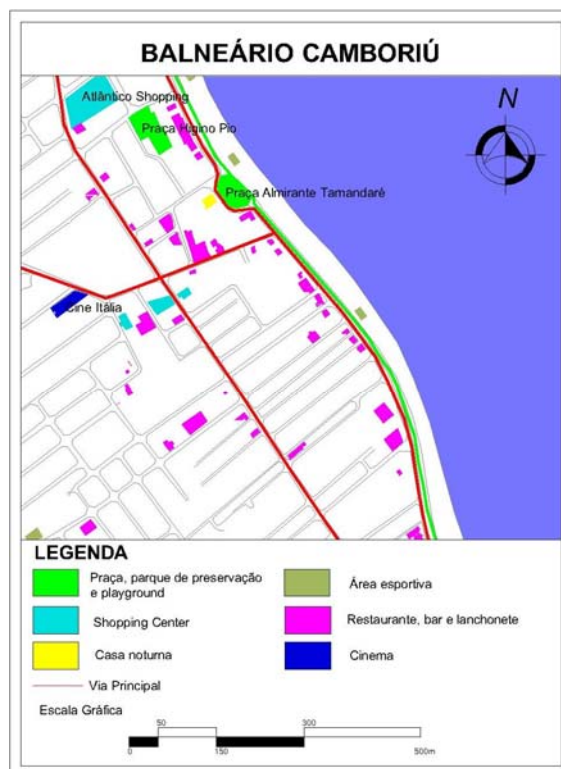 BALNEÁRIO CAMBORIÚ
N
Atlântico Shopping
Praça Higino Pio
Praça Almirante Tamandaré
Cine Itália
LEGENDA
Praça, parque de preservação
e playground
Área esportiva
Shopping Center
Restaurante, bar e lanchonete
Casa noturna
Cinema
Via Principal
Escala Gráfica
50
300
0
150
500m